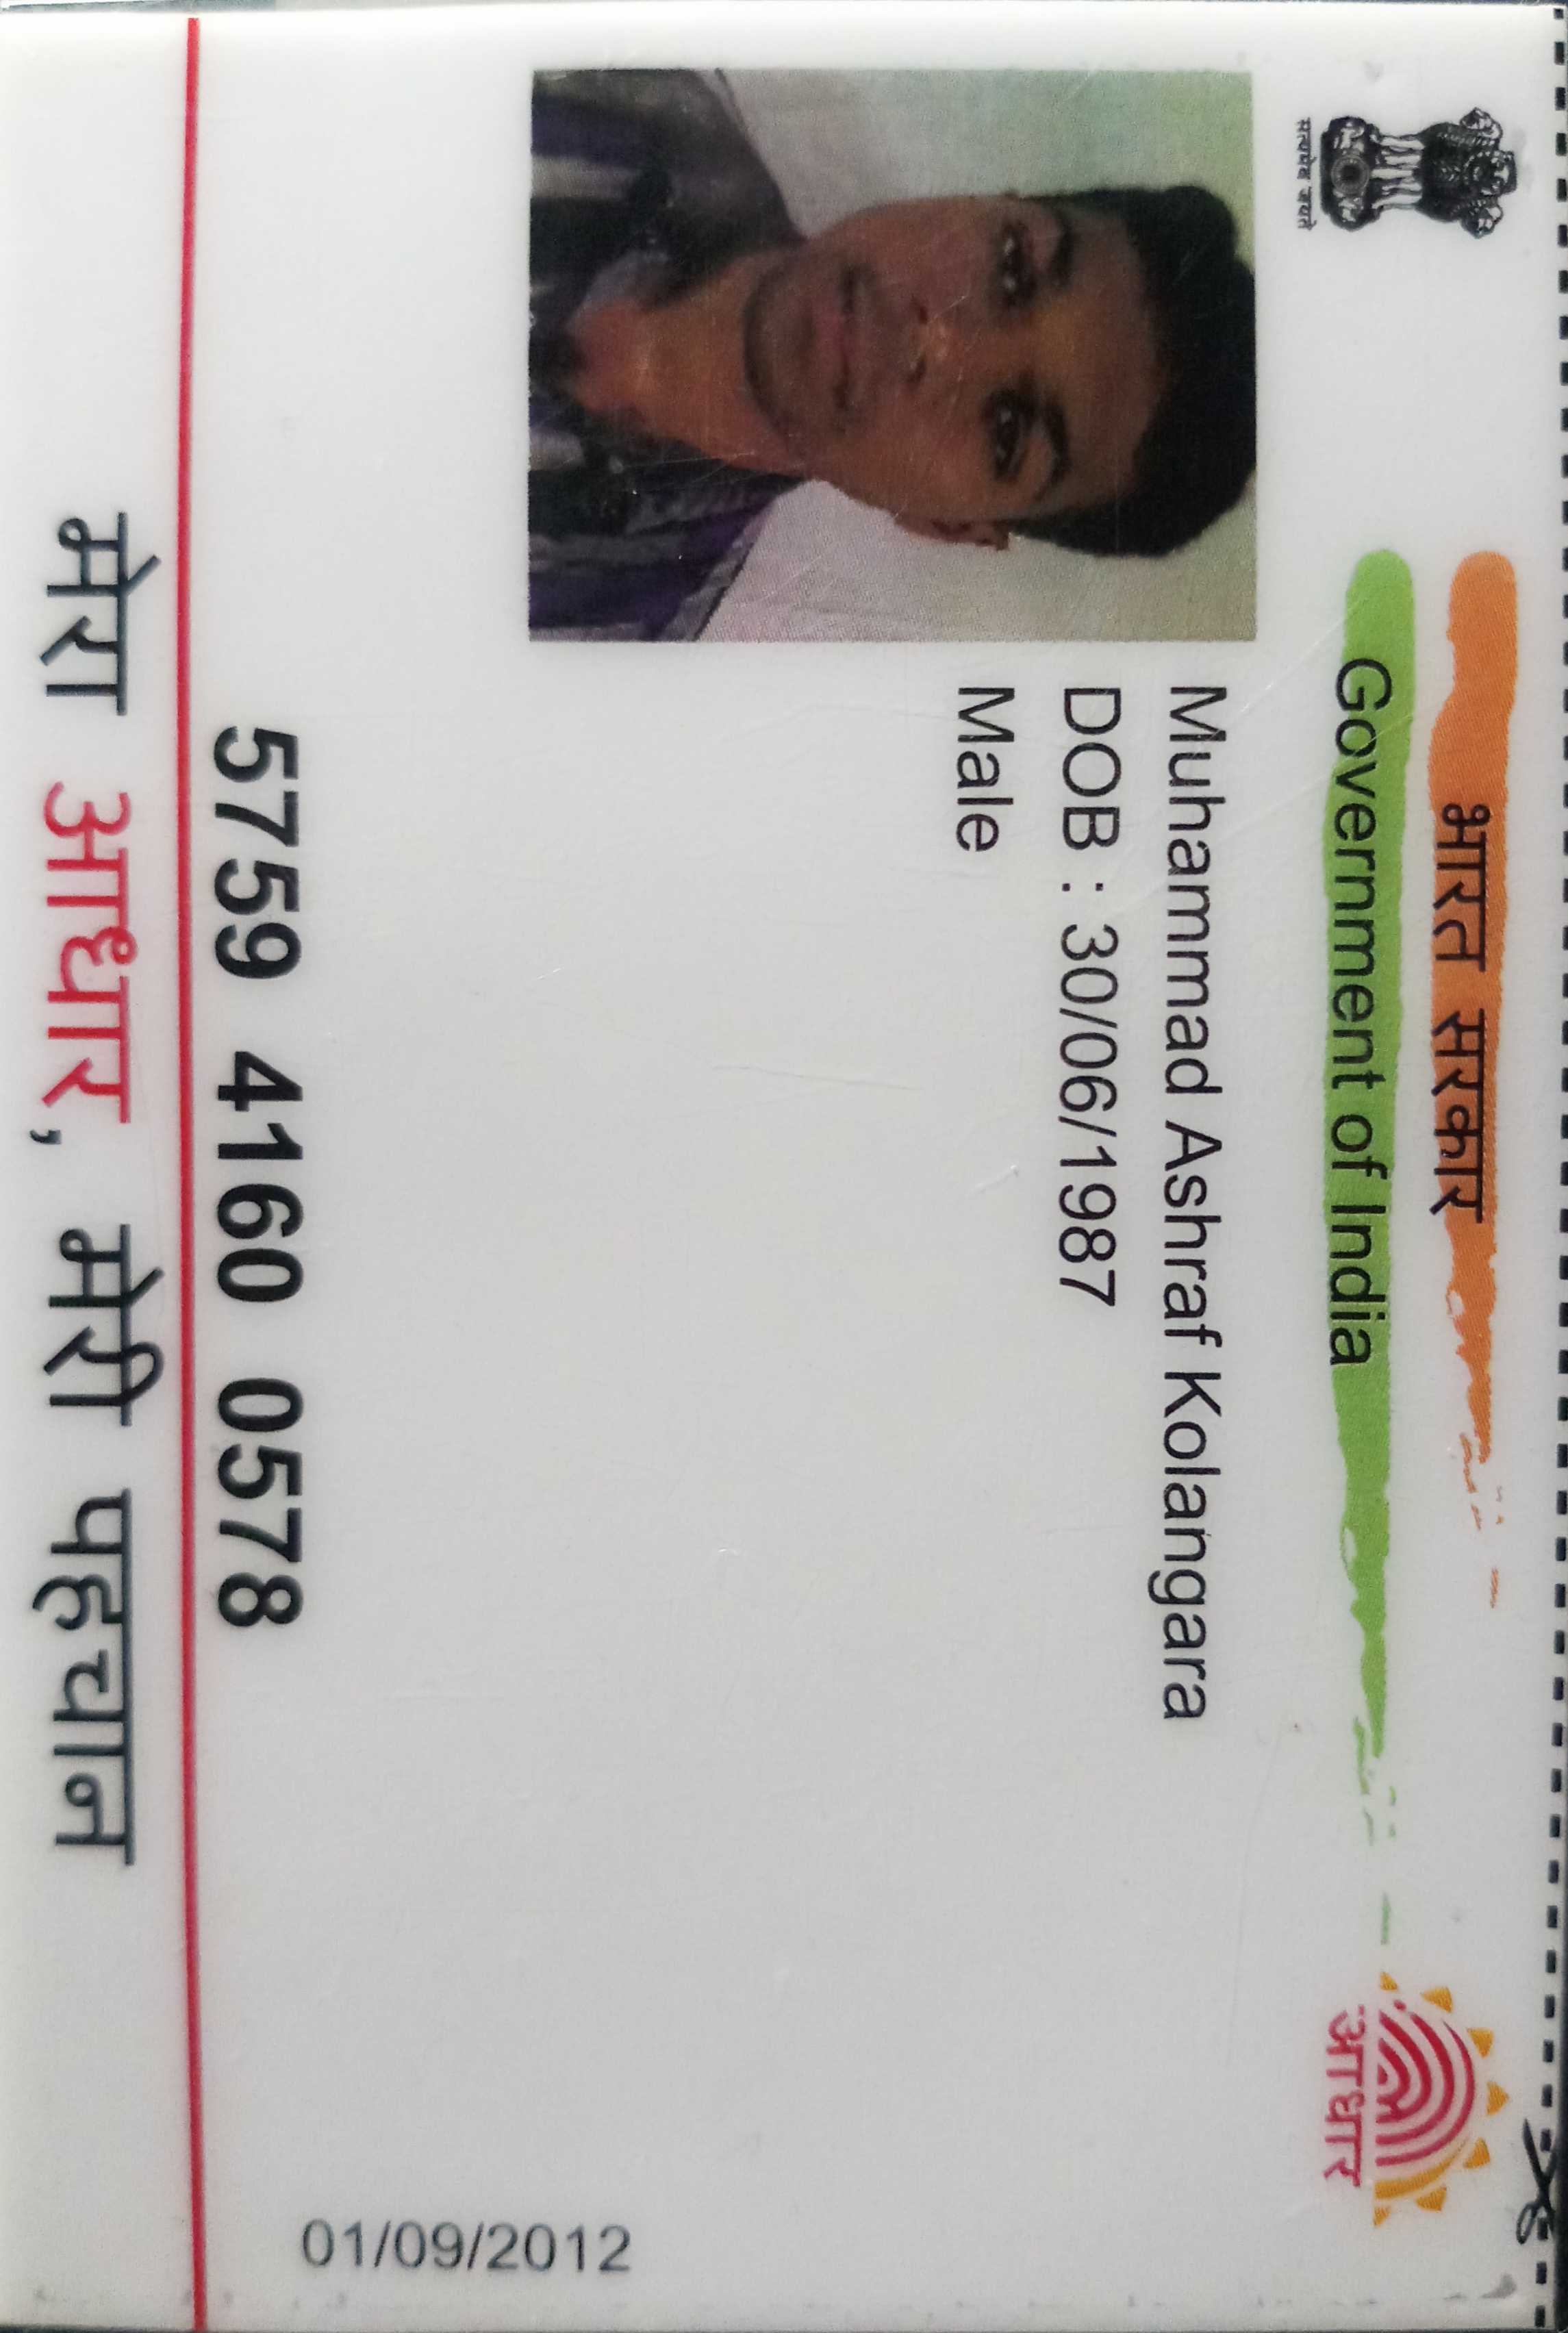 भारत सरकार
Government of India
आधार
सत्यमेव जयते
Muhammad Ashraf Kolangara
DOB : 30/06/1987
Male
01/09/2012
5759 4160 0578
मेरा आधार, मेरी पहचान